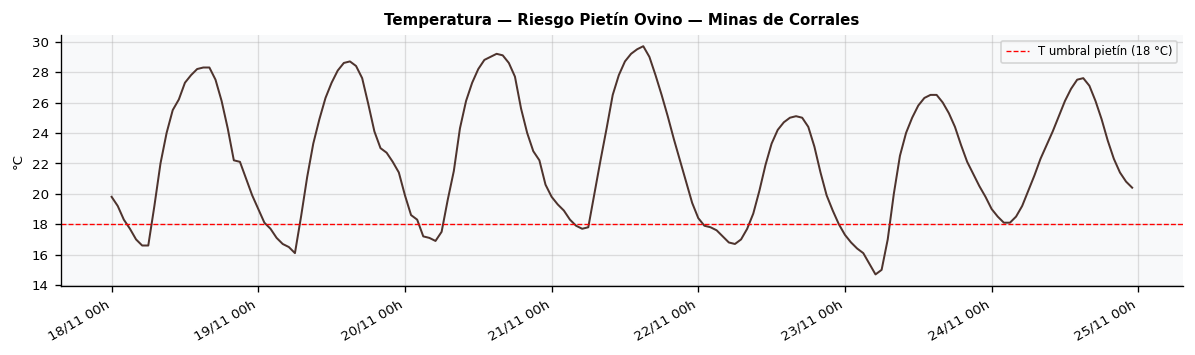 Temperatura — Riesgo Pietín Ovino — Minas de Corrales
T umbral pietín (18 °C)
°C
30
28
26
24
22
20
18
16
14
18/11 00h
19/11 00h
20/11 00h
21/11 00h
22/11 00h
23/11 00h
24/11 00h
25/11 00h